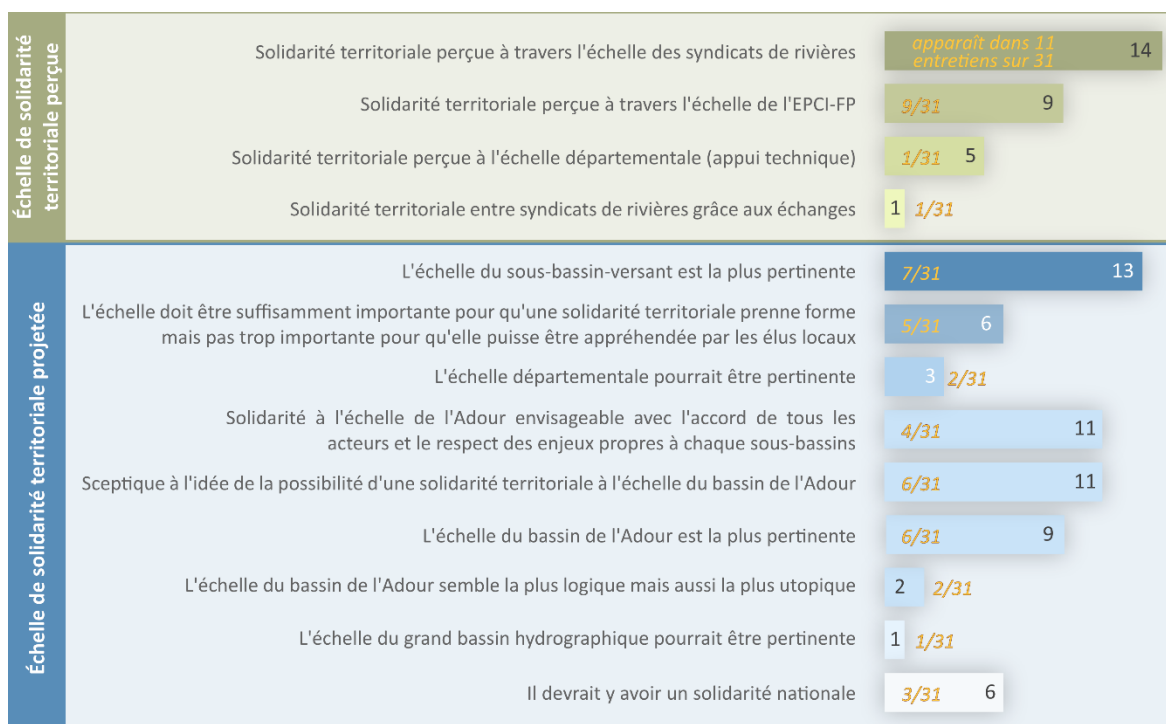 Échelle de solidarité
territoriale perçue
Solidarité territoriale perçue à travers l'échelle des syndicats de rivières
apparaît dans 11
entretiens sur 31
14
Solidarité territoriale perçue à travers l'échelle de l'EPCI-FP
9/31
9
Solidarité territoriale perçue à l'échelle départementale (appui technique)
1/31
5
Solidarité territoriale entre syndicats de rivières grâce aux échanges
1
1/31
Échelle de solidarité territoriale projetée
L'échelle du sous-bassin-versant est la plus pertinente
7/31
13
L'échelle doit être suffisamment importante pour qu'une solidarité territoriale prenne forme
mais pas trop importante pour qu'elle puisse être appréhendée par les élus locaux
5/31
6
L'échelle départementale pourrait être pertinente
3
2/31
Solidarité à l'échelle de l'Adour envisageable avec l'accord de tous les
acteurs et le respect des enjeux propres à chaque sous-bassins
4/31
11
Sceptique à l'idée de la possibilité d'une solidarité territoriale à l'échelle du bassin de l'Adour
6/31
11
L'échelle du bassin de l'Adour est la plus pertinente
6/31
9
L'échelle du bassin de l'Adour semble la plus logique mais aussi la plus utopique
2
2/31
L'échelle du grand bassin hydrographique pourrait être pertinente
1
1/31
Il devrait y avoir un solidarité nationale
3/31
6